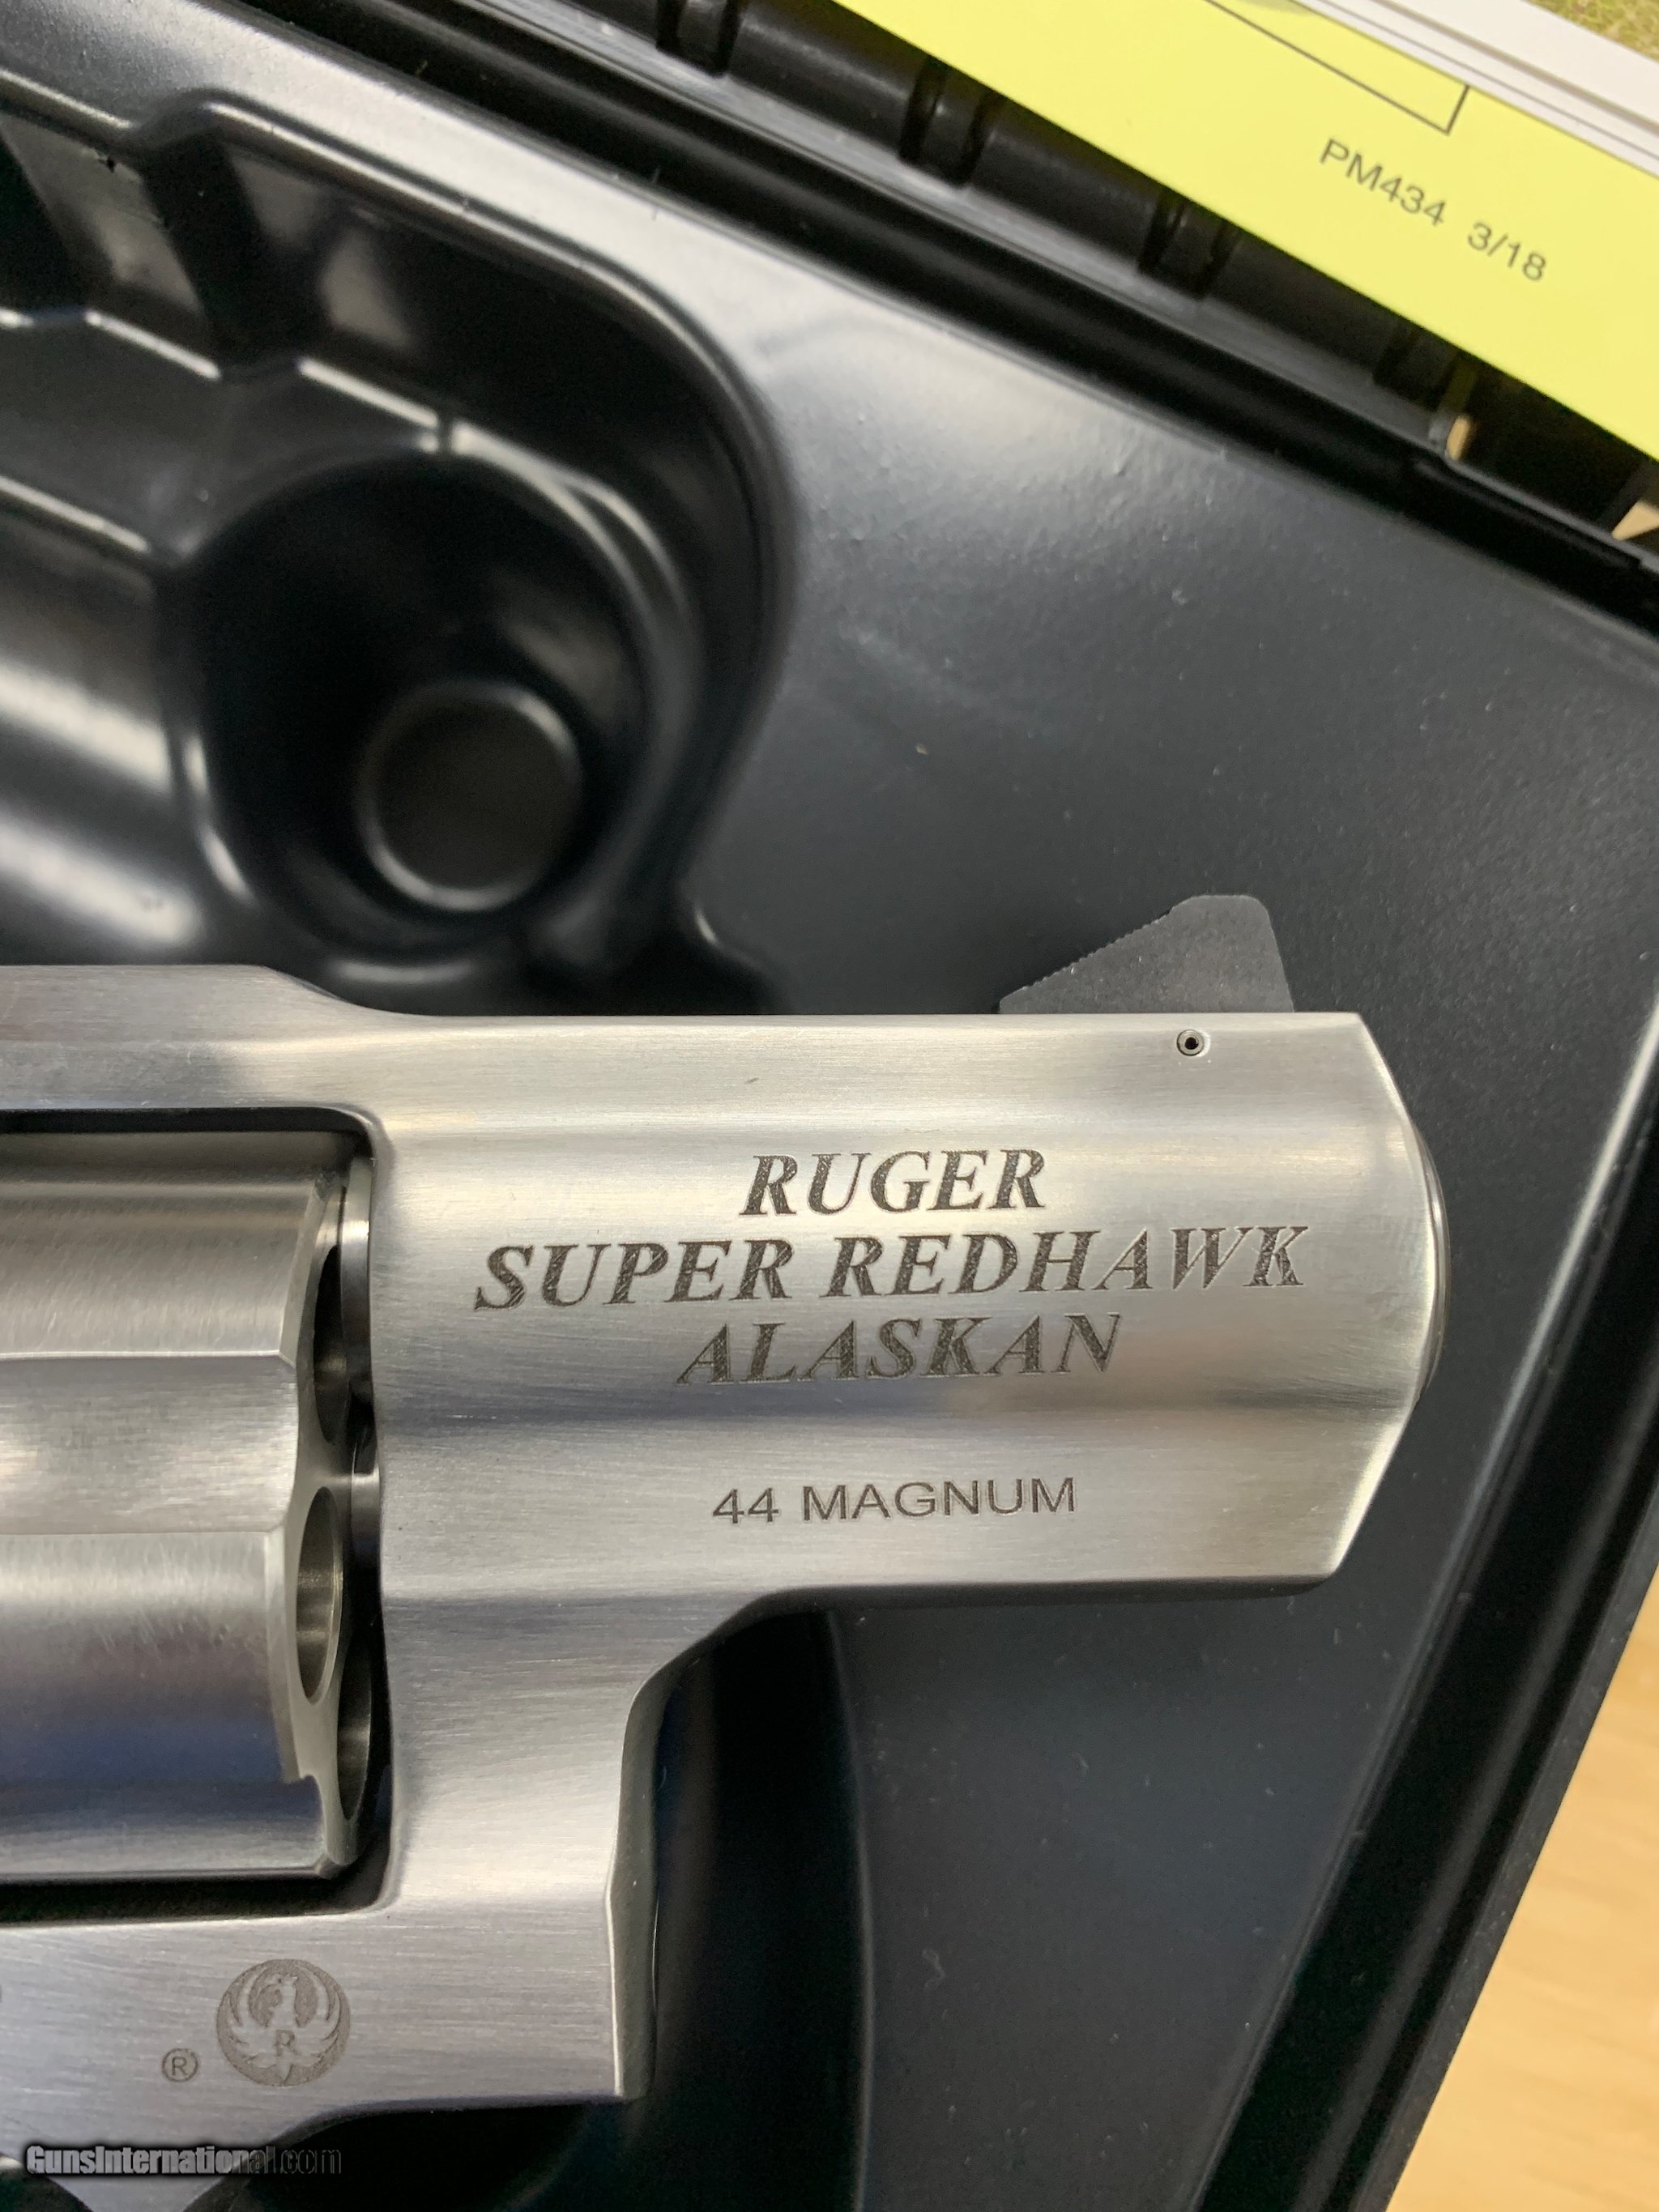 PM434 3/18
RUGER
SUPER REDHAWK
ALASKAN
44 MAGNUM
R
®
GunsInternational.com